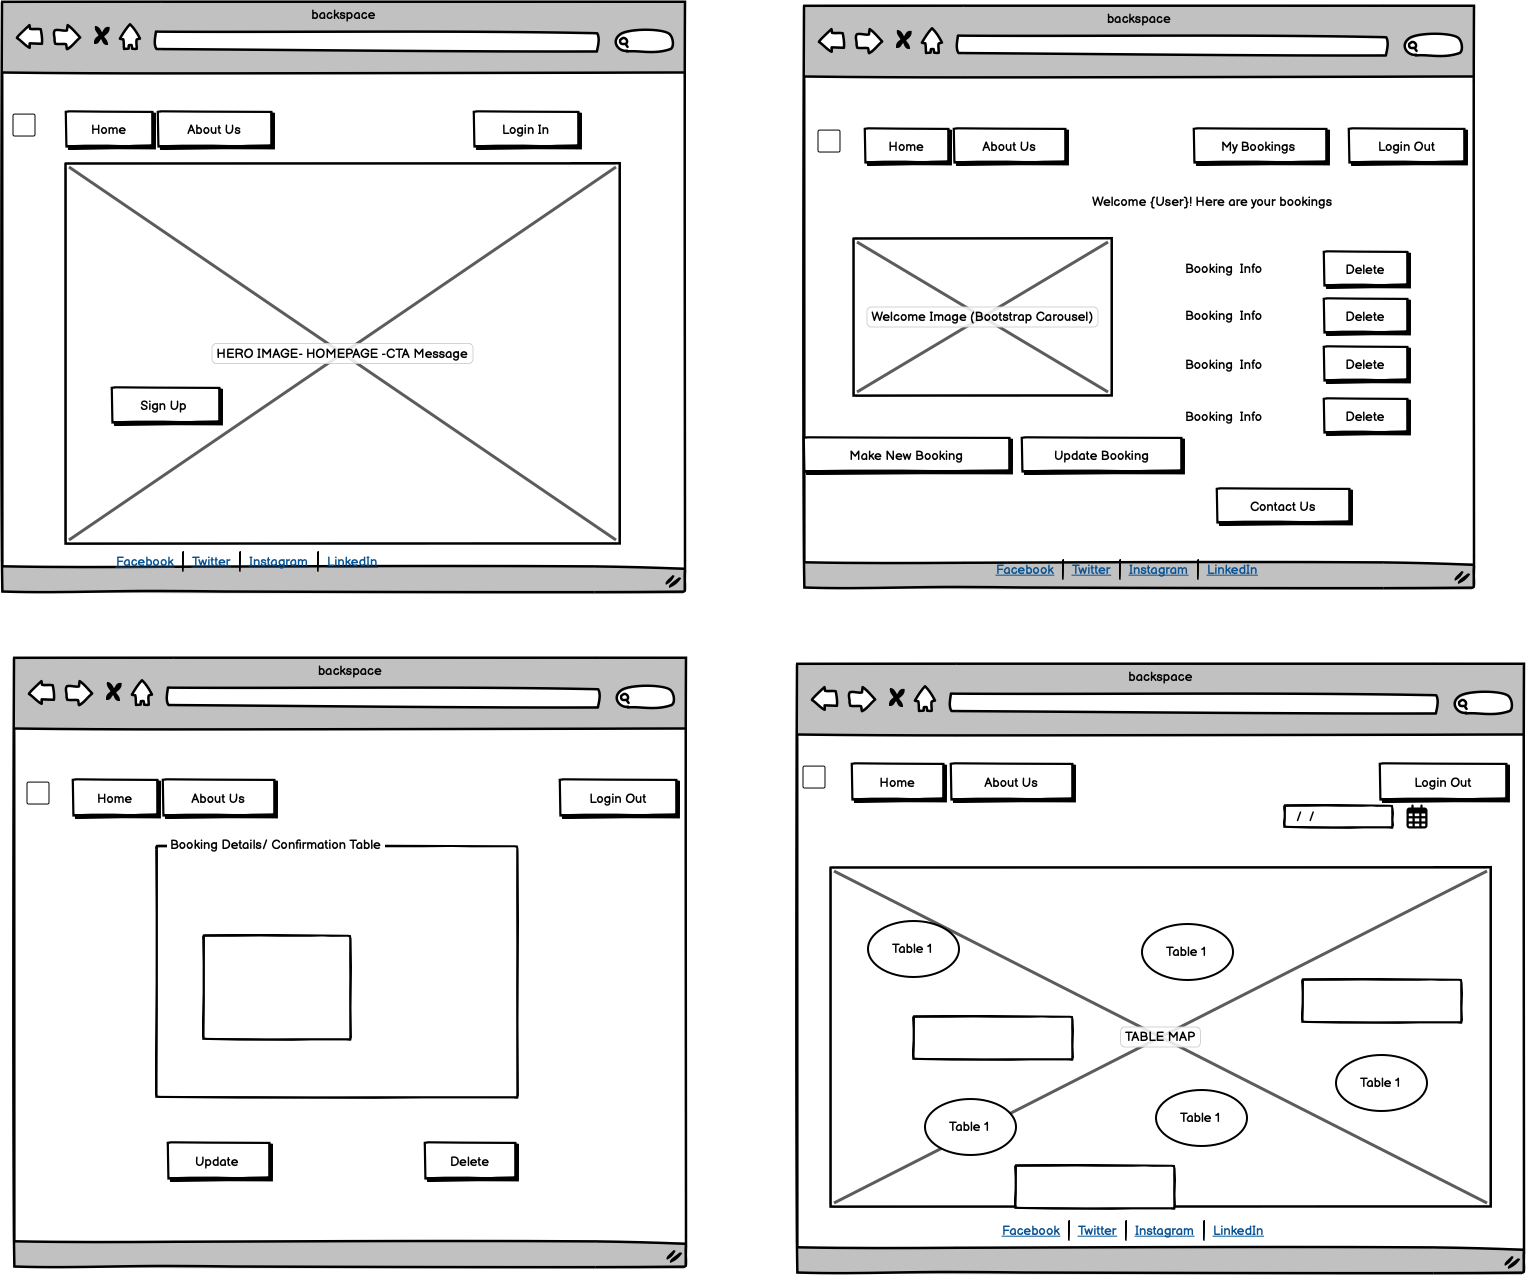 backspace
Home About Us Login In
HERO IMAGE- HOMEPAGE -CTA Message
Sign Up
Facebook Twitter Instagram LinkedIn
backspace
Home About Us My Bookings Login Out
Welcome {User}! Here are your bookings
Booking Info Delete
Welcome Image (Bootstrap Carousel)
Booking Info Delete
Booking Info Delete
Booking Info Delete
Make New Booking Update Booking
Contact Us
Facebook Twitter Instagram LinkedIn
backspace
Home About Us Login Out
Booking Details/ Confirmation Table
Update Delete
backspace
Home About Us Login Out
/ /
Table 1 Table 1
TABLE MAP
Table 1
Table 1 Table 1
Facebook Twitter Instagram LinkedIn